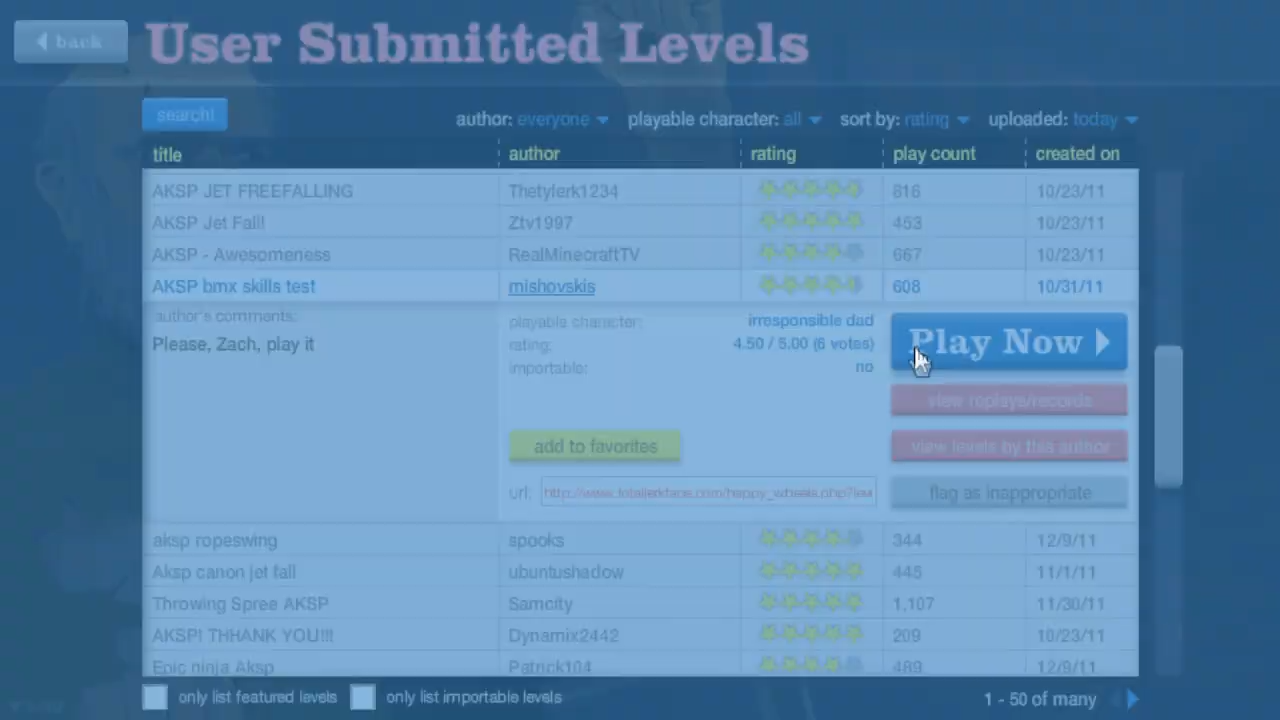 back
User Submitted Levels
search!
author: everyone playable character: all sort by: rating uploaded: today
title author rating play count created on
AKSP JET FREEFALLING Thetylerk1234 816 10/23/11
AKSP Jet Fall! Ztv1997 453 10/23/11
AKSP - Awesomeness RealMinecraftTV 667 10/23/11
AKSP bmx skills test mishovskis 608 10/31/11
author's comments:
Please, Zach, play it
playable character: irresponsible dad
rating: 4.50 / 5.00 (6 votes)
importable: no
Play Now
view replays/records
add to favorites
view levels by this author
url: http://www.totaljerkface.com/happy_wheels.php?
flag as inappropriate
aksp ropeswing spooks 344 12/9/11
Aksp canon jet fall ubuntushadow 445 11/1/11
Throwing Spree AKSP Samcity 1,107 11/30/11
AKSP! THHANK YOU!!! Dynamix2442 209 10/23/11
Epic ninja Aksp Patrick104 489 12/9/11
only list featured levels only list importable levels
1 - 50 of many